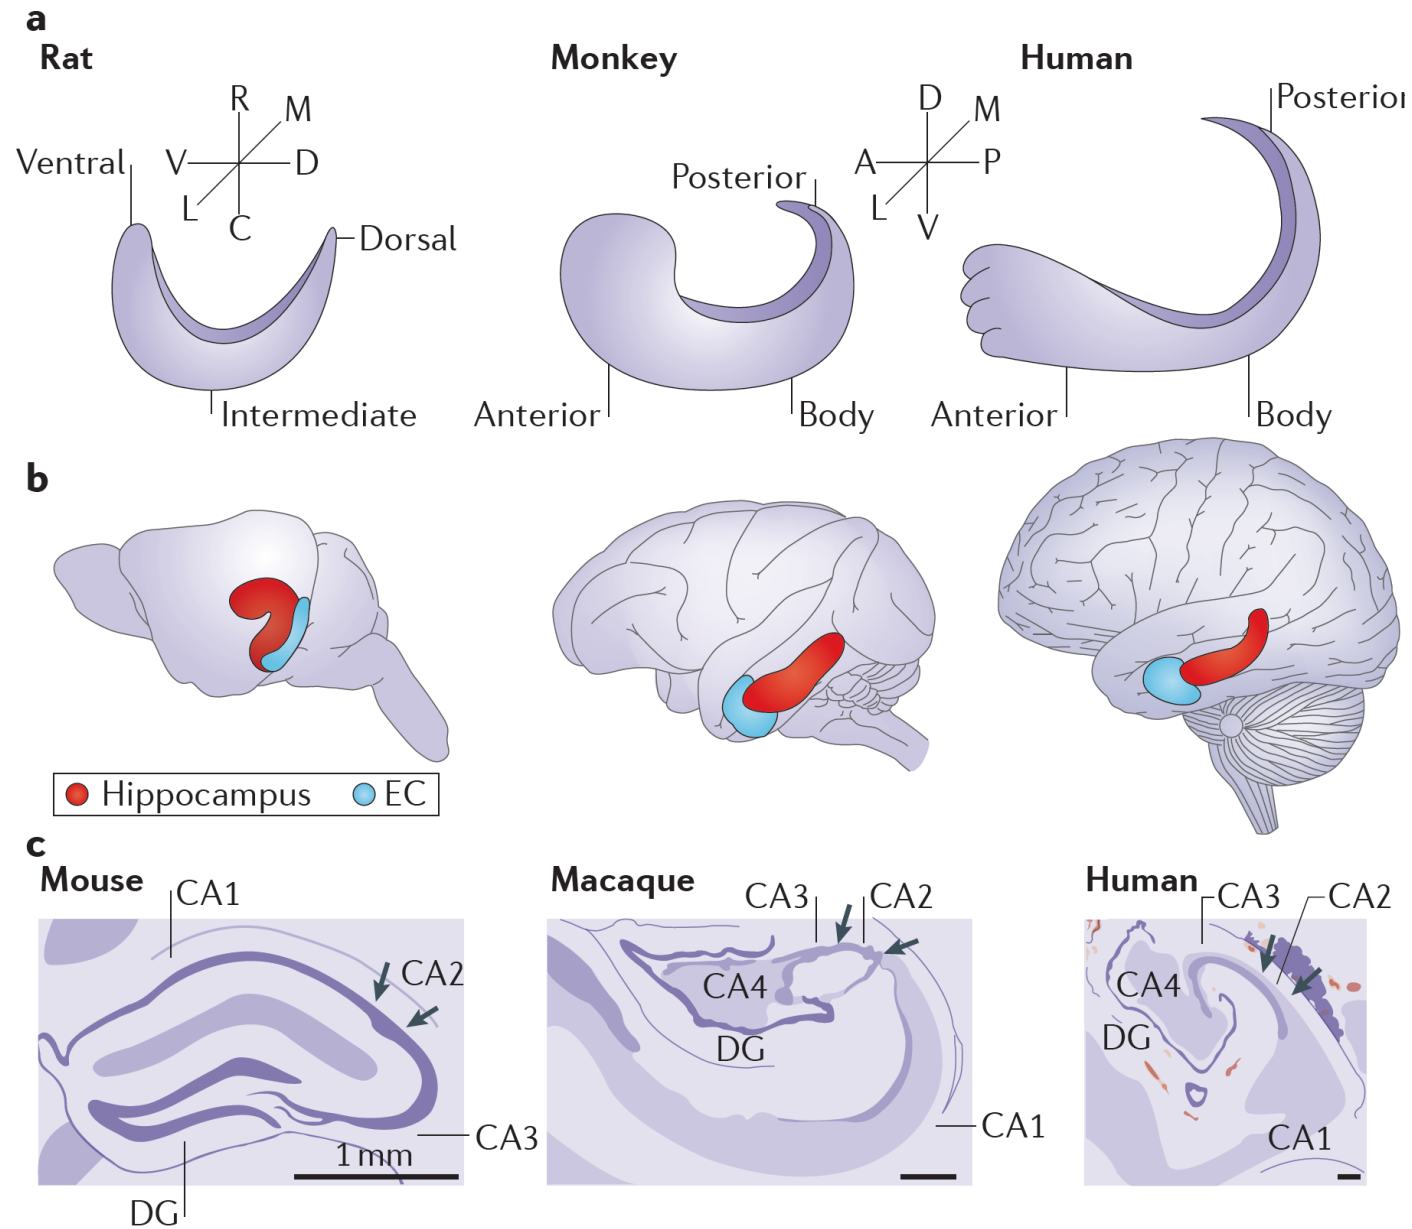 a
Rat
Monkey
Human
R
M
V
D
L
C
Ventral
Dorsal
Intermediate
D
M
A
P
L
V
Posterior
Anterior
Body
Posterior
Anterior
Body
b
Hippocampus
EC
c
Mouse
CA1
CA2
CA3
1 mm
DG
Macaque
CA3
CA2
CA4
DG
CA1
Human
CA3
CA2
CA4
DG
CA1